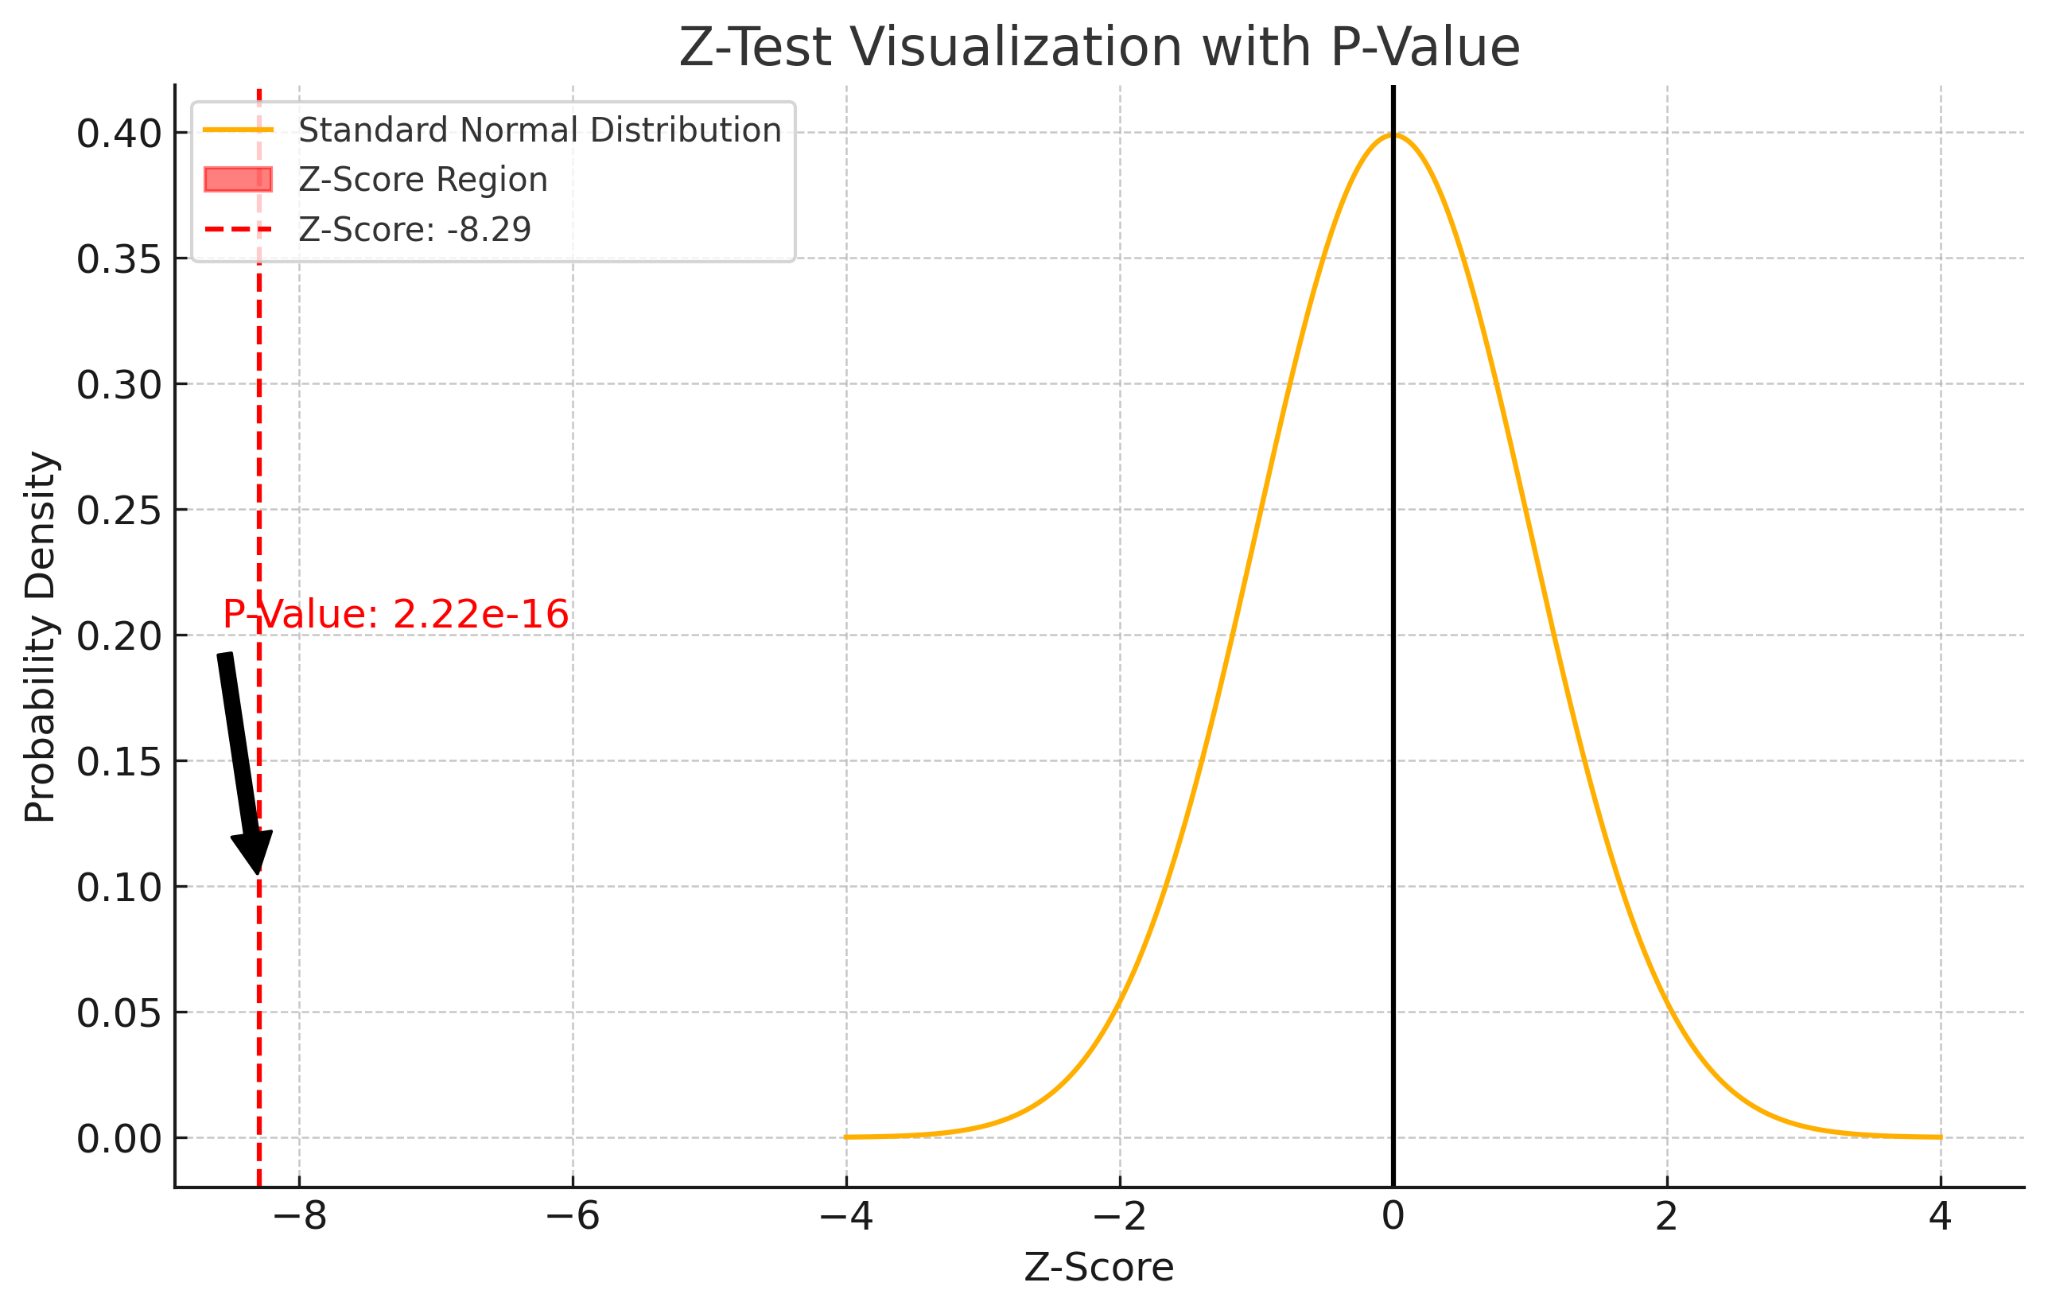 Z-Test Visualization with P-Value
Standard Normal Distribution
Z-Score Region
Z-Score: -8.29
0.40
0.35
0.30
0.25
0.20
0.15
0.10
0.05
0.00
Probability Density
P-Value: 2.22e-16
−8
−6
−4
−2
0
2
4
Z-Score